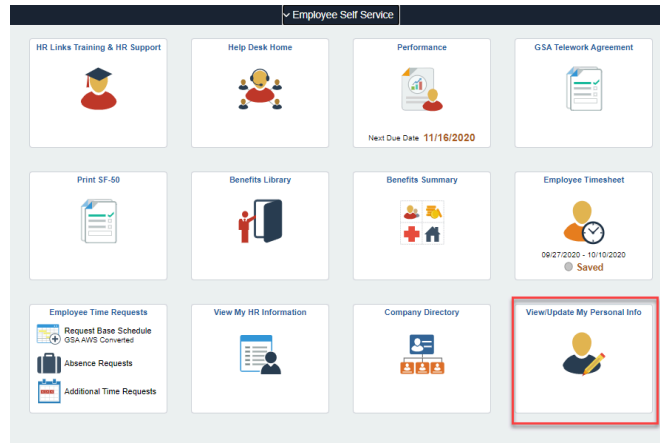 Employee Self Service
HR Links Training & HR Support
Help Desk Home
Performance
Next Due Date 11/16/2020
GSA Telework Agreement
Print SF-50
Benefits Library
Benefits Summary
Employee Timesheet
09/27/2020 - 10/10/2020
Saved
Employee Time Requests
Request Base Schedule
GSA AWS Converted
Absence Requests
Additional Time Requests
View My HR Information
Company Directory
View/Update My Personal Info